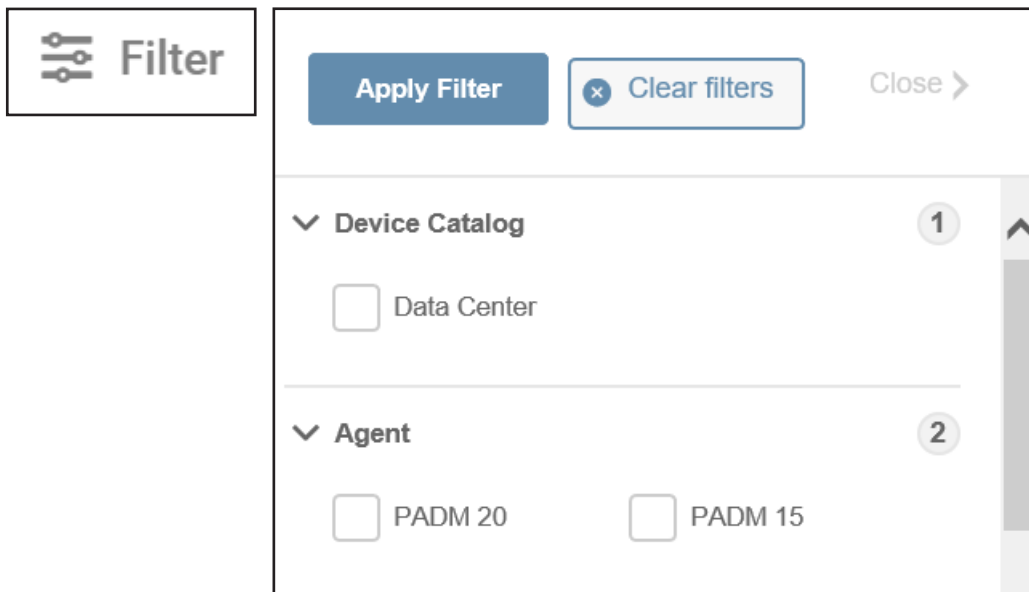 Filter
Apply Filter
Clear filters
Close
Device Catalog 1
Data Center
Agent 2
PADM 20 PADM 15